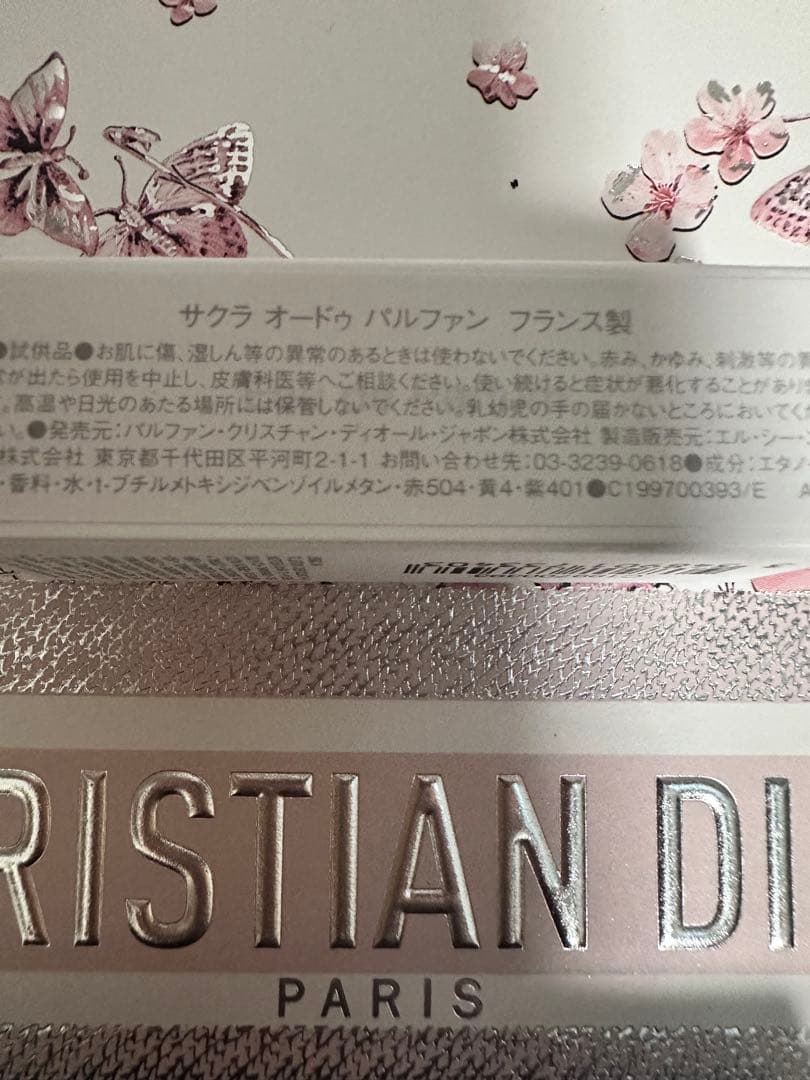 サクラ オードゥ パルファン フランス製
●試供品●お肌に傷、湿しん等の異常のあるときは使わないでください。赤み、かゆみ、刺激等の
が出たら使用を中止し、皮膚科医等へご相談ください。使い続けると症状が悪化することがあり
。高温や日光のあたる場所には保管しないでください。乳幼児の手の届かないところにおいてく
い。●発売元：パルファン・クリスチャン・ディオール・ジャポン株式会社 製造販売元：エル・シー・
株式会社 東京都千代田区平河町2-1-1 お問い合わせ先：03-3239-0618●成分：エタノ
・香料・水・t-ブチルメトキシジベンゾイルメタン・赤504・黄4・紫401●C199700393/E A
RISTIAN DI
PARIS